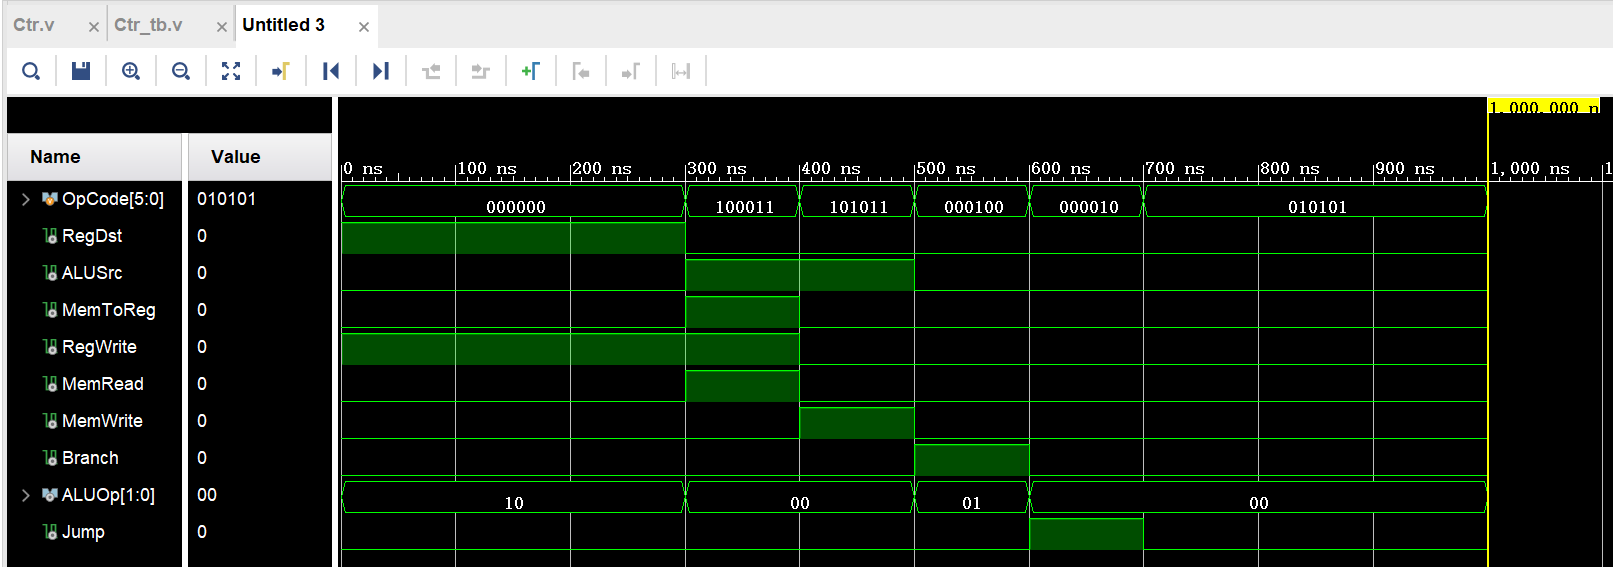 Ctr.v Ctr_tb.v Untitled 3
1,000,000 n
Name Value
0 ns 100 ns 200 ns 300 ns 400 ns 500 ns 600 ns 700 ns 800 ns 900 ns 1,000 ns 1
OpCode[5:0] 010101 000000 100011 101011 000100 000010 010101
RegDst 0
ALUSrc 0
MemToReg 0
RegWrite 0
MemRead 0
MemWrite 0
Branch 0
ALUOp[1:0] 00 10 00 01 00
Jump 0